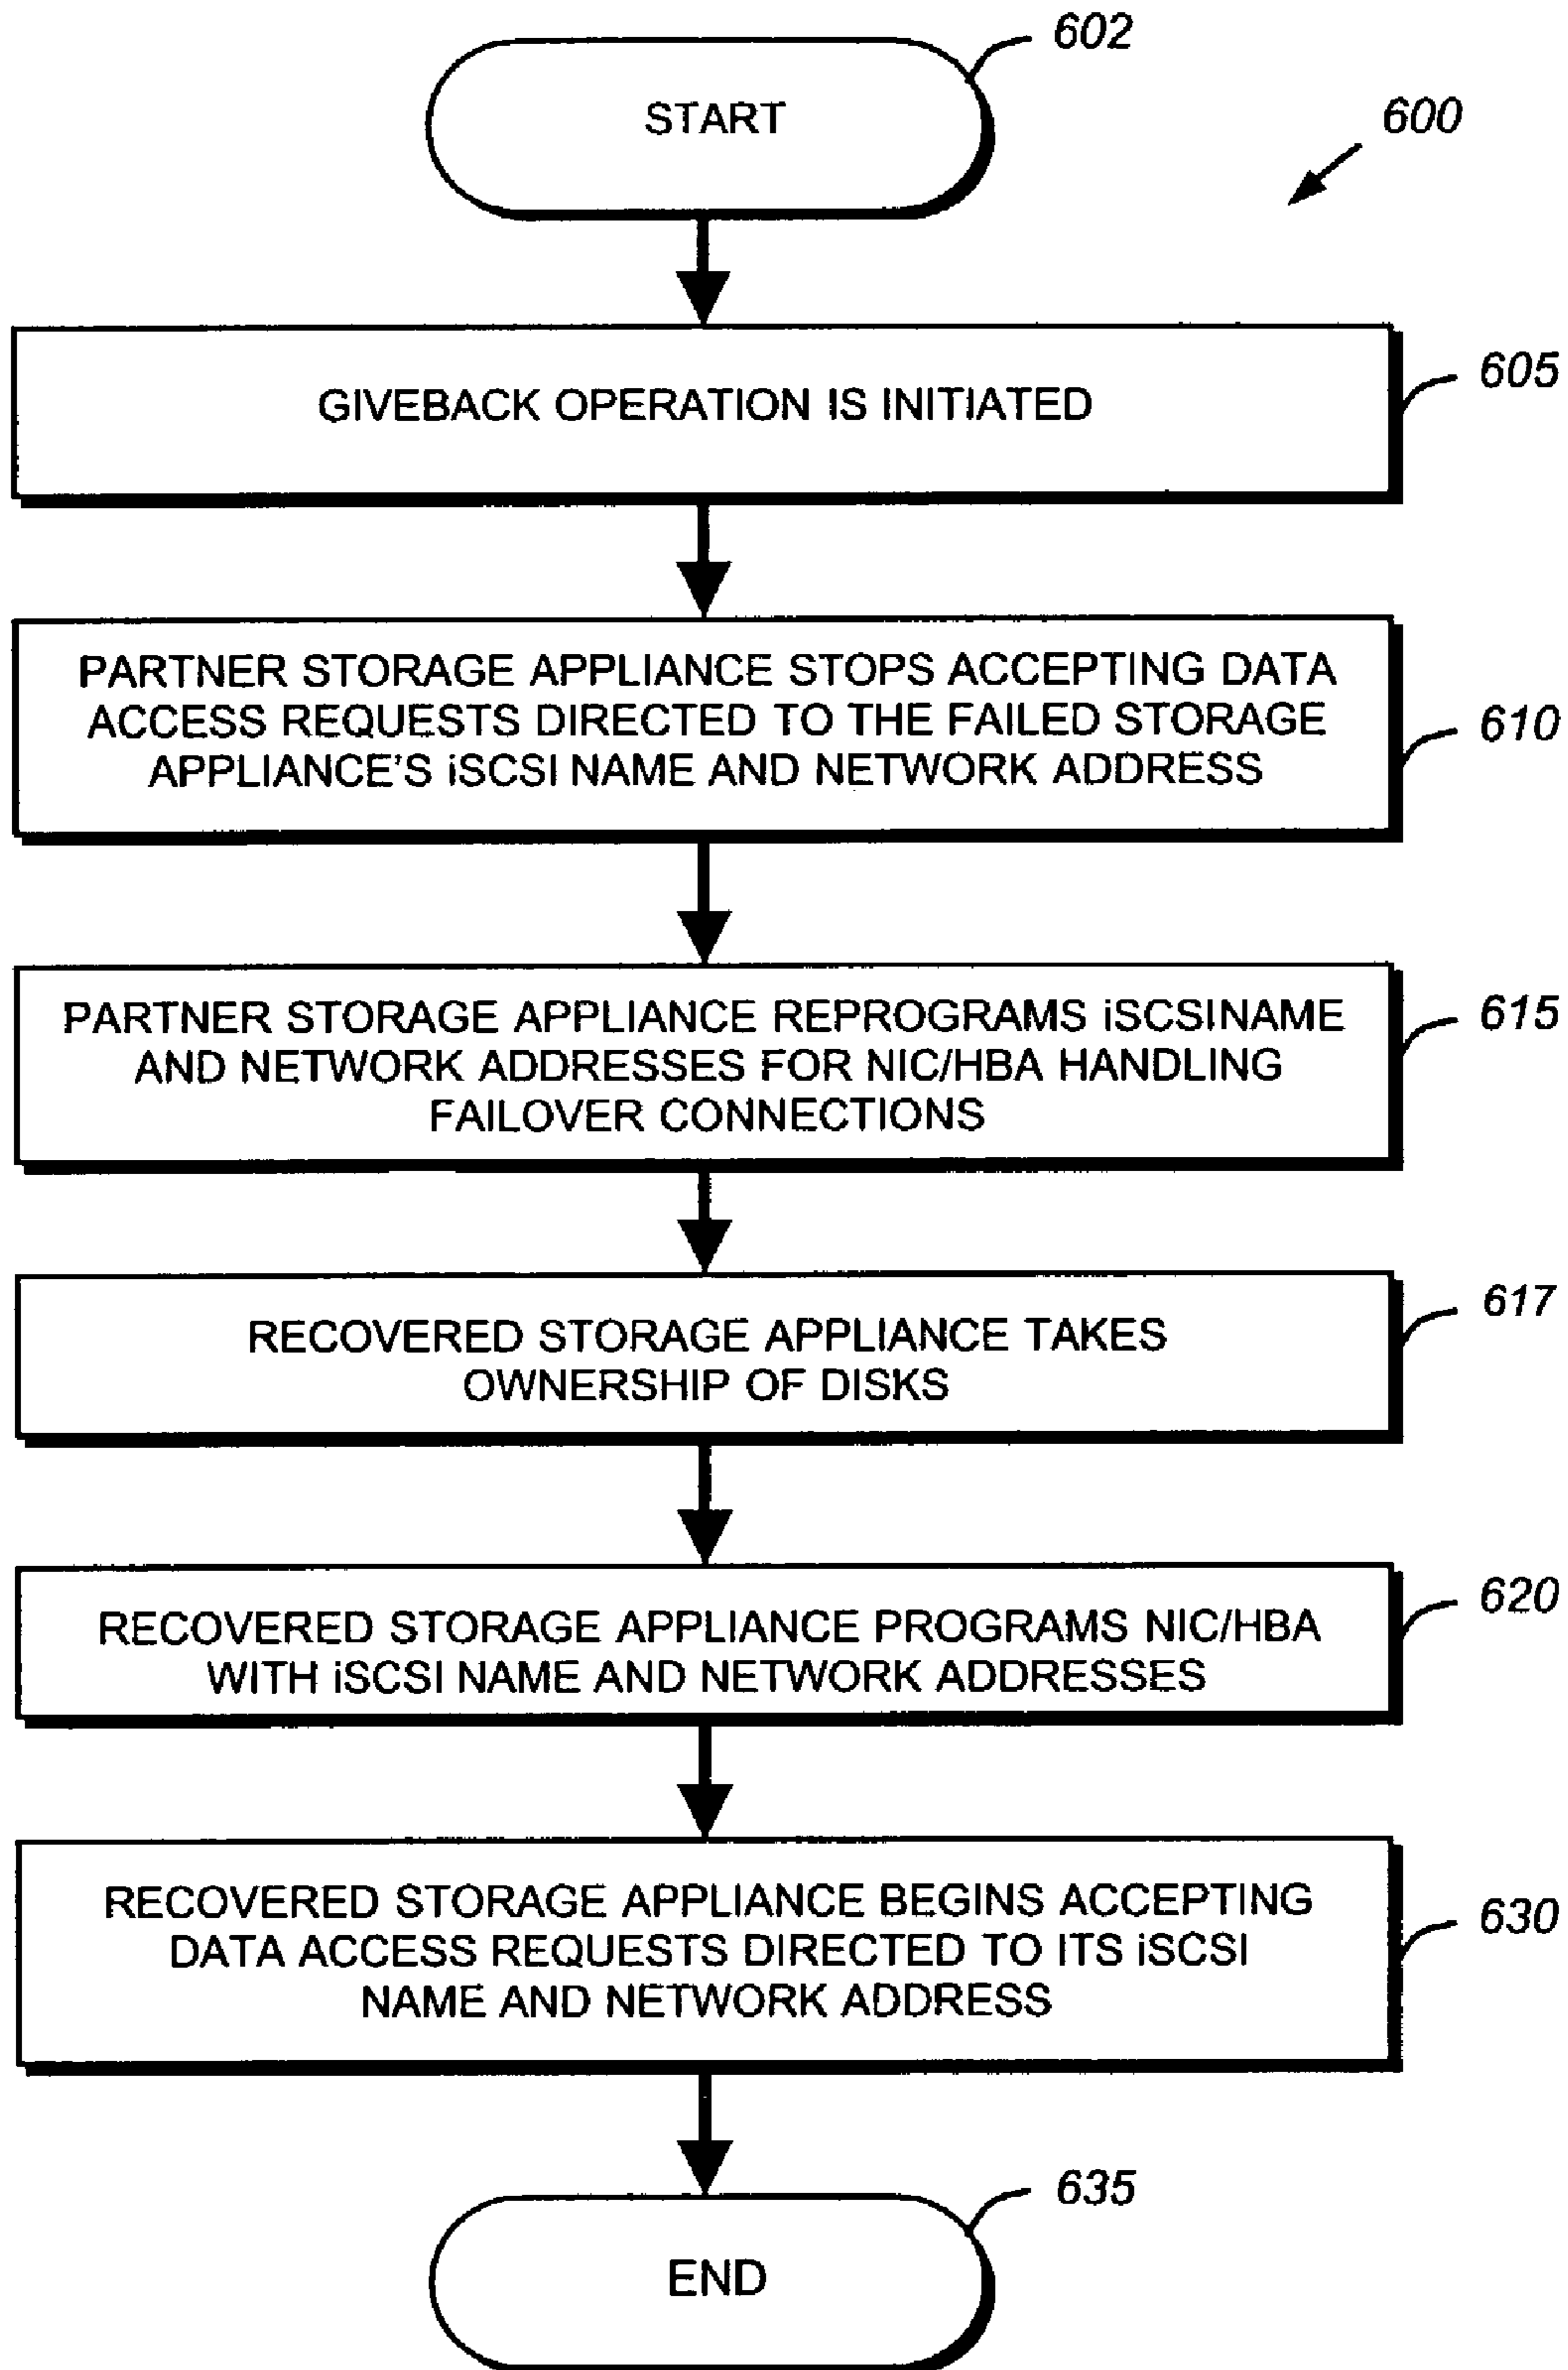 602
START
600
GIVEBACK OPERATION IS INITIATED
605
PARTNER STORAGE APPLIANCE STOPS ACCEPTING DATA
ACCESS REQUESTS DIRECTED TO THE FAILED STORAGE
APPLIANCE'S iSCSI NAME AND NETWORK ADDRESS
610
PARTNER STORAGE APPLIANCE REPROGRAMS iSCSINAME
AND NETWORK ADDRESSES FOR NIC/HBA HANDLING
FAILOVER CONNECTIONS
615
RECOVERED STORAGE APPLIANCE TAKES
OWNERSHIP OF DISKS
617
RECOVERED STORAGE APPLIANCE PROGRAMS NIC/HBA
WITH iSCSI NAME AND NETWORK ADDRESSES
620
RECOVERED STORAGE APPLIANCE BEGINS ACCEPTING
DATA ACCESS REQUESTS DIRECTED TO ITS iSCSI
NAME AND NETWORK ADDRESS
630
635
END